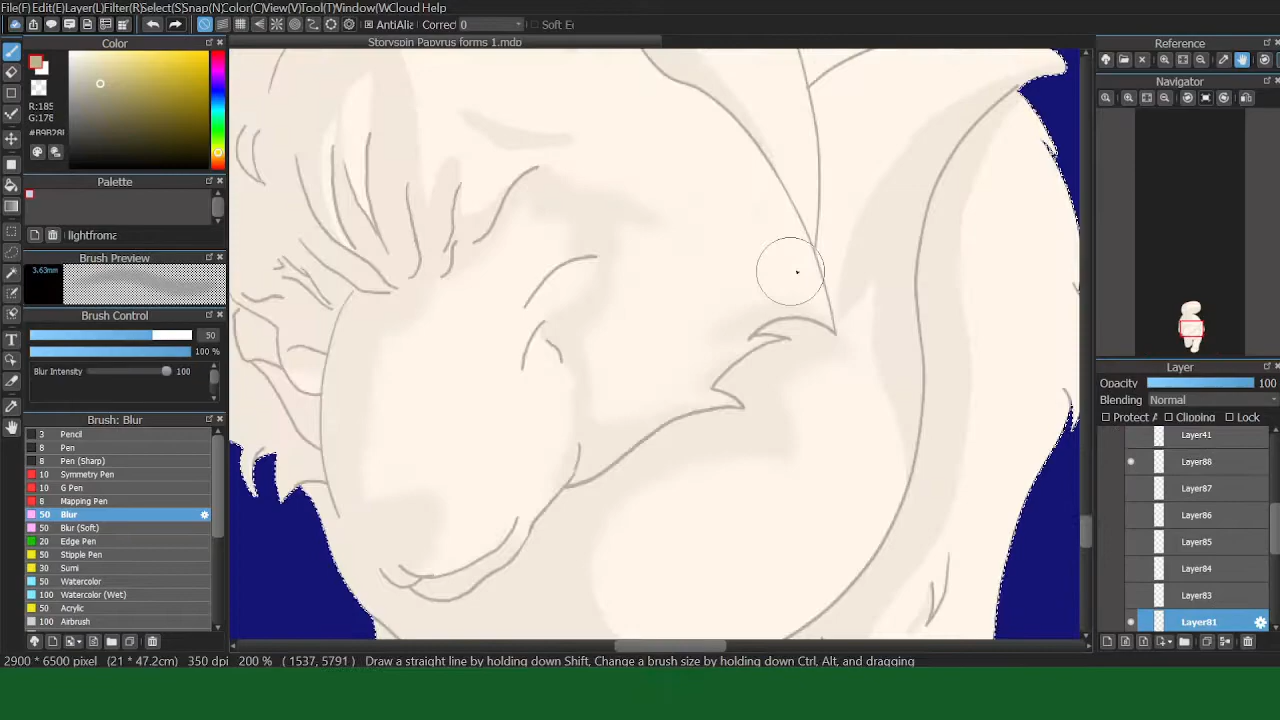 File(F) Edit(E) Layer(L) Filter(R) Select(S) Snap(N) Color(C) View(V) Tool(T) Window(W) Cloud Help
AntiAlia
Correct 0
Soft E
Color
Storyspin Papyrus forms 1.mdp
Reference
Navigator
R:185
G:178
Palette
lightfroma
Brush Preview
3.63mm
Brush Control
50
100 %
Blur Intensity 100
Brush: Blur
3 Pencil
8 Pen
8 Pen (Sharp)
10 Symmetry Pen
10 G Pen
8 Mapping Pen
50 Blur
50 Blur (Soft)
20 Edge Pen
50 Stipple Pen
30 Sumi
50 Watercolor
100 Watercolor (Wet)
50 Acrylic
100 Airbrush
Layer
Opacity 100
Blending Normal
Protect A Clipping Lock
Layer41
Layer88
Layer87
Layer86
Layer85
Layer84
Layer83
Layer81
2900 * 6500 pixel (21 * 47.2cm) 350 dpi 200 % ( 1537, 5791 ) Draw a straight line by holding down Shift, Change a brush size by holding down Ctrl, Alt, and dragging